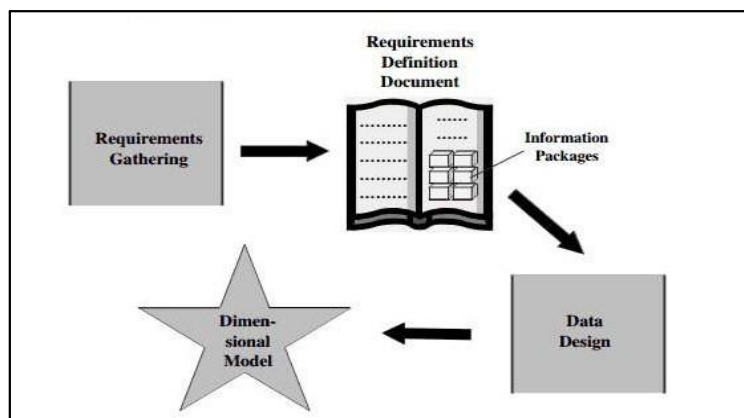 Requirements
Definition
Document
Requirements
Gathering
Information
Packages
Data
Design
Dimen-
sional
Model